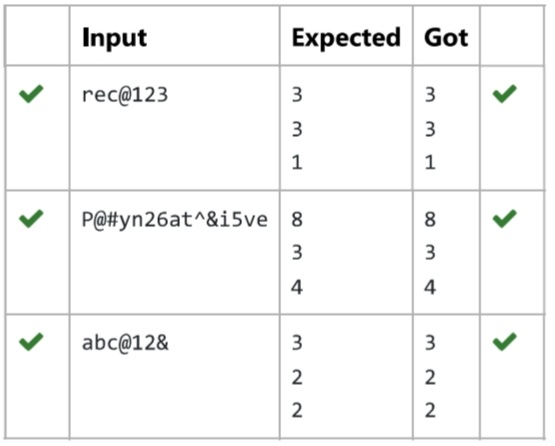 Input Expected Got
rec@123 3 3
3 3
1 1
P@#yn26at^&i5ve 8 8
3 3
4 4
abc@12& 3 3
2 2
2 2